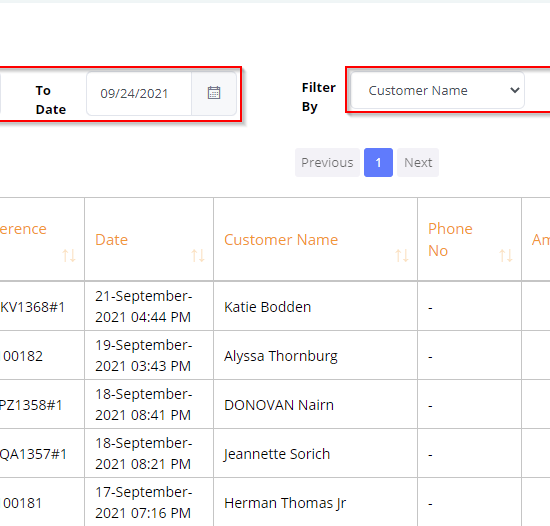 To Date 09/24/2021 Filter By Customer Name
Previous 1 Next
erence Date Customer Name Phone No Am
KV1368#1 21-September-2021 04:44 PM Katie Bodden -
00182 19-September-2021 03:43 PM Alyssa Thornburg -
PZ1358#1 18-September-2021 08:41 PM DONOVAN Nairn -
QA1357#1 18-September-2021 08:21 PM Jeannette Sorich -
00181 17-September-2021 07:16 PM Herman Thomas Jr -